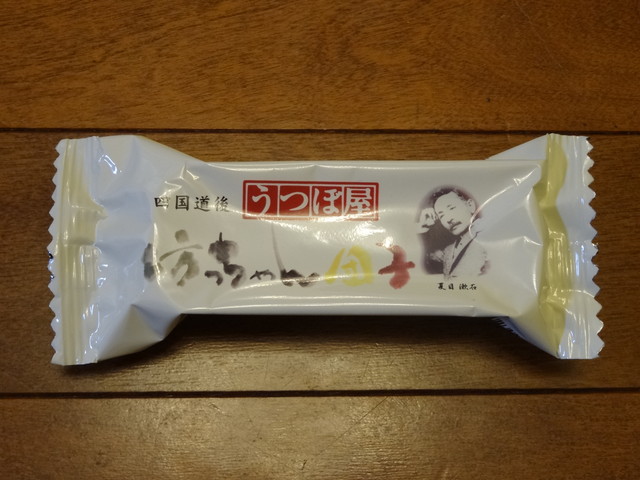 四国道後
うつぼ屋
坊っちゃん団子
夏目漱石